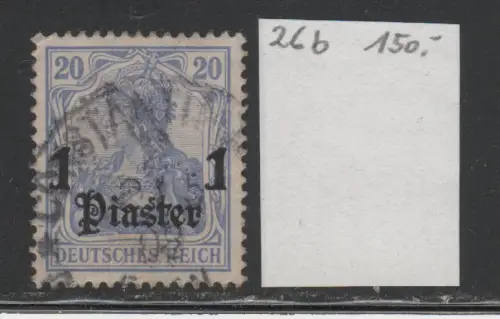 20 20
1 1
Piaster
DEUTSCHES REICH
26b 150.-